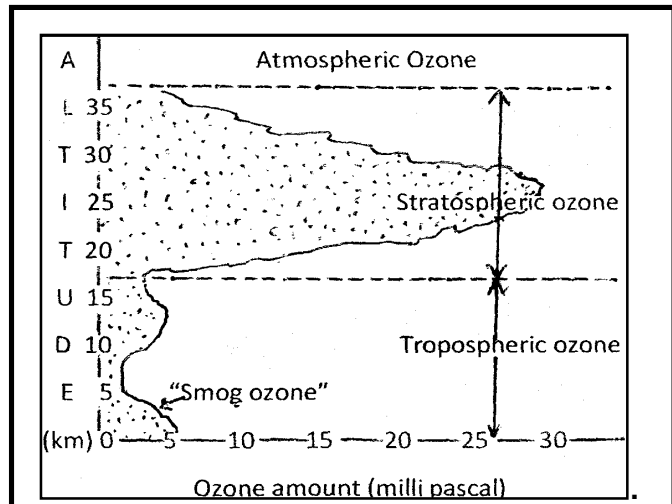 A Atmospheric Ozone
L 35
T 30
I 25 Stratospheric ozone
T 20
U 15
D 10 Tropospheric ozone
E 5 "Smog ozone"
(km) 0 5 10 15 20 25 30
Ozone amount (milli pascal)
.